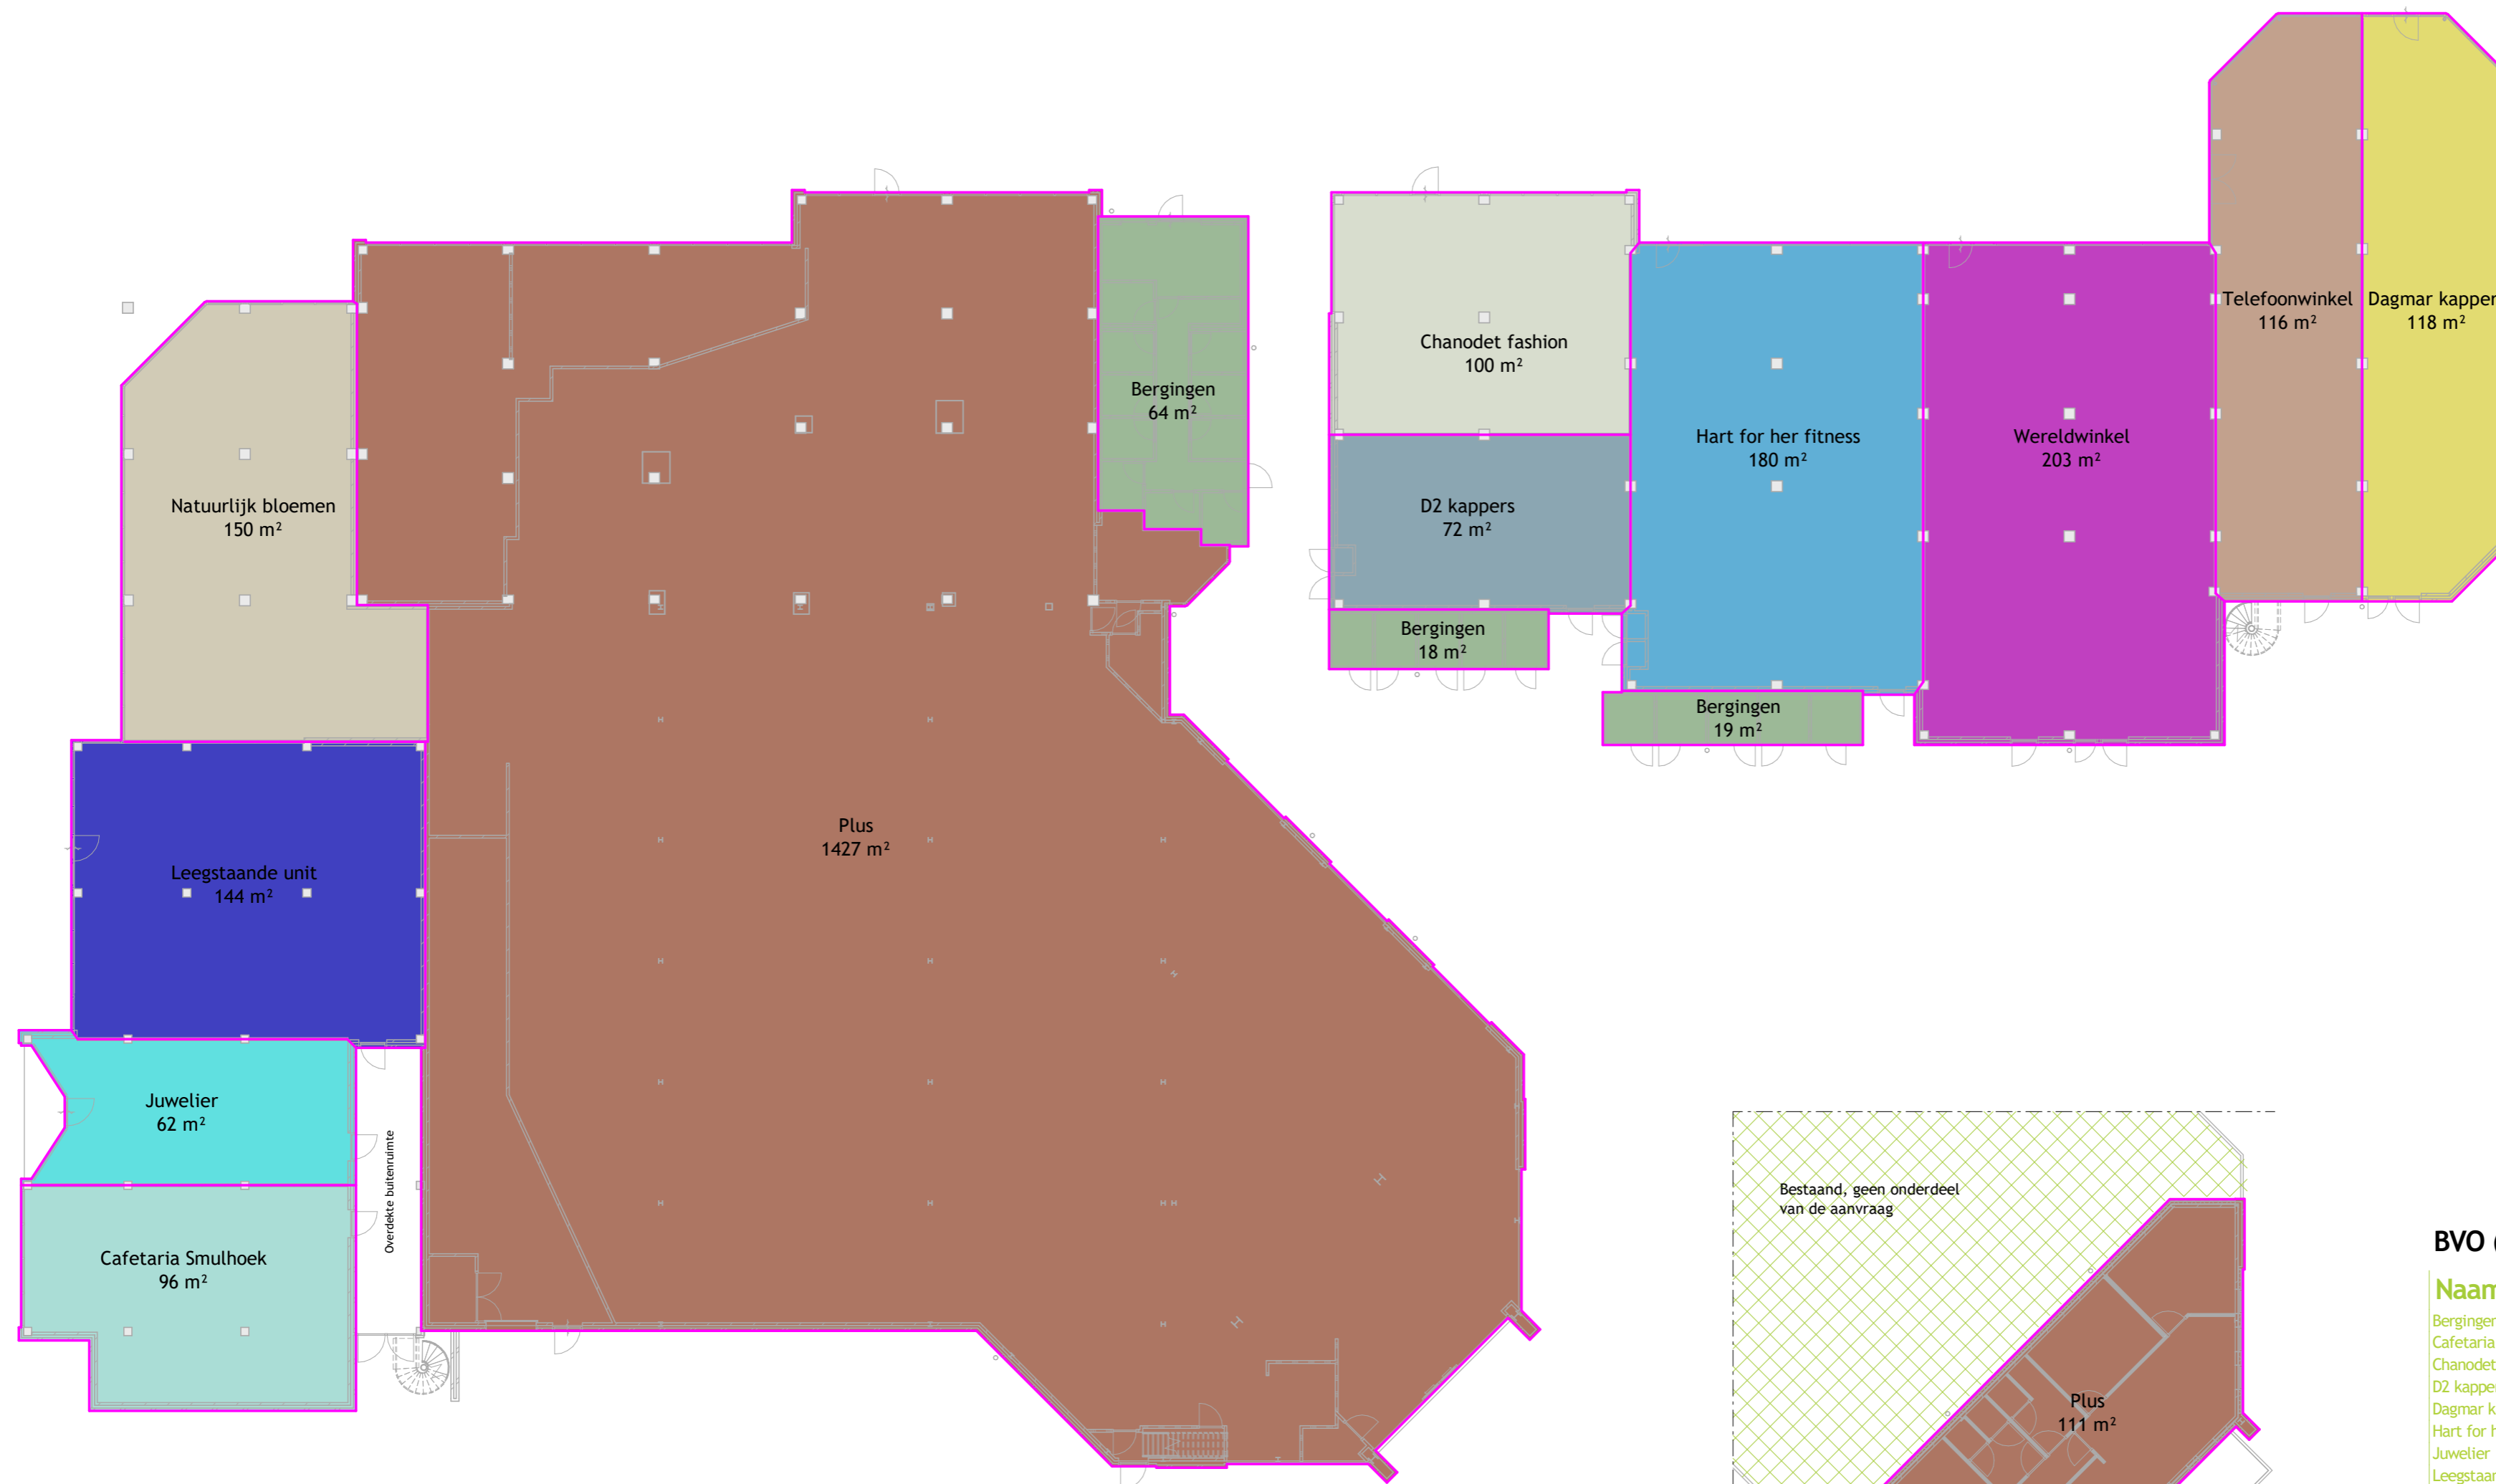 Telefoonwinkel
116 m²
Dagmar kapper
118 m²
Chanodet fashion
100 m²
Bergingen
64 m²
Hart for her fitness
180 m²
Wereldwinkel
203 m²
Natuurlijk bloemen
150 m²
D2 kappers
72 m²
Bergingen
18 m²
Bergingen
19 m²
Plus
1427 m²
Leegstaande unit
144 m²
Juwelier
62 m²
Overdekte buitenruimte
Cafetaria Smulhoek
96 m²
Bestaand, geen onderdeel
van de aanvraag
Plus
111 m²
BVO (
Naam
Bergingen
Cafetaria
Chanodet
D2 kapper
Dagmar k
Hart for h
Juwelier
Leegstaan